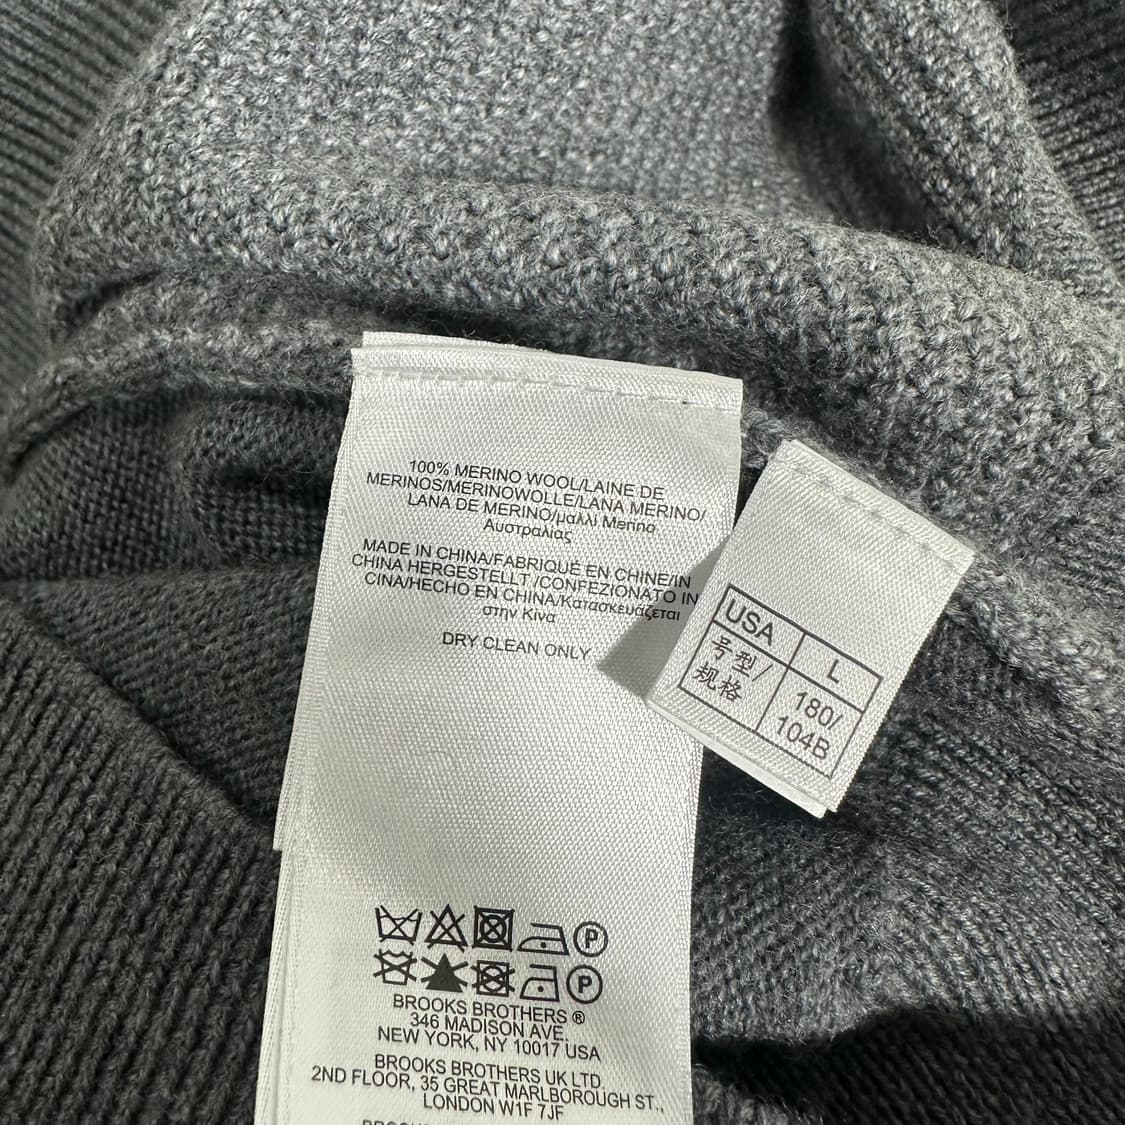 100% MERINO WOOL/LAINE DE
MERINOS/MERINOWOLLE/LANA MERINO/
LANA DE MERINO/μαλλί Merino
Αυστραλίας
MADE IN CHINA/FABRIQUÉ EN CHINE/IN
CHINA HERGESTELLT /CONFEZIONATO IN
CINA/HECHO EN CHINA/Κατασκευάζεται
στην Κίνα
DRY CLEAN ONLY
P
P
BROOKS BROTHERS ®
346 MADISON AVE.
NEW YORK, NY 10017 USA
BROOKS BROTHERS UK LTD.
2ND FLOOR, 35 GREAT MARLBOROUGH ST.,
LONDON W1F 7JF
USA L
号型/
规格
180/
104B